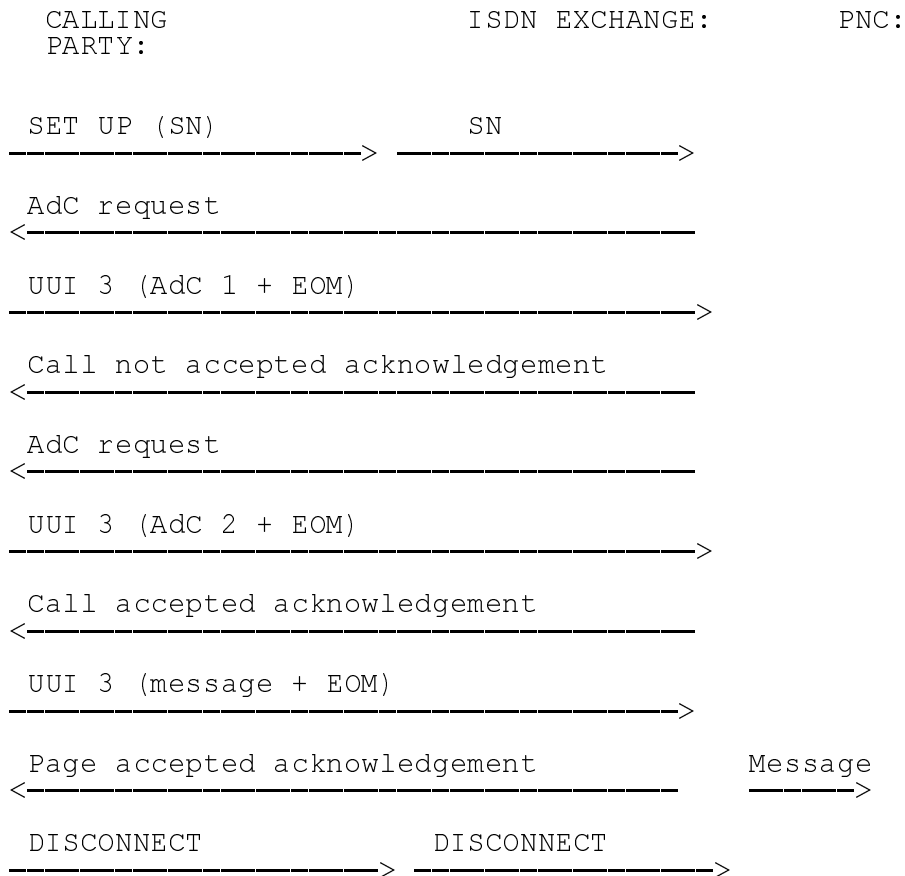 CALLING ISDN EXCHANGE: PNC:
PARTY:
SET UP (SN) SN
AdC request
UUI 3 (AdC 1 + EOM)
Call not accepted acknowledgement
AdC request
UUI 3 (AdC 2 + EOM)
Call accepted acknowledgement
UUI 3 (message + EOM)
Page accepted acknowledgement Message
DISCONNECT DISCONNECT